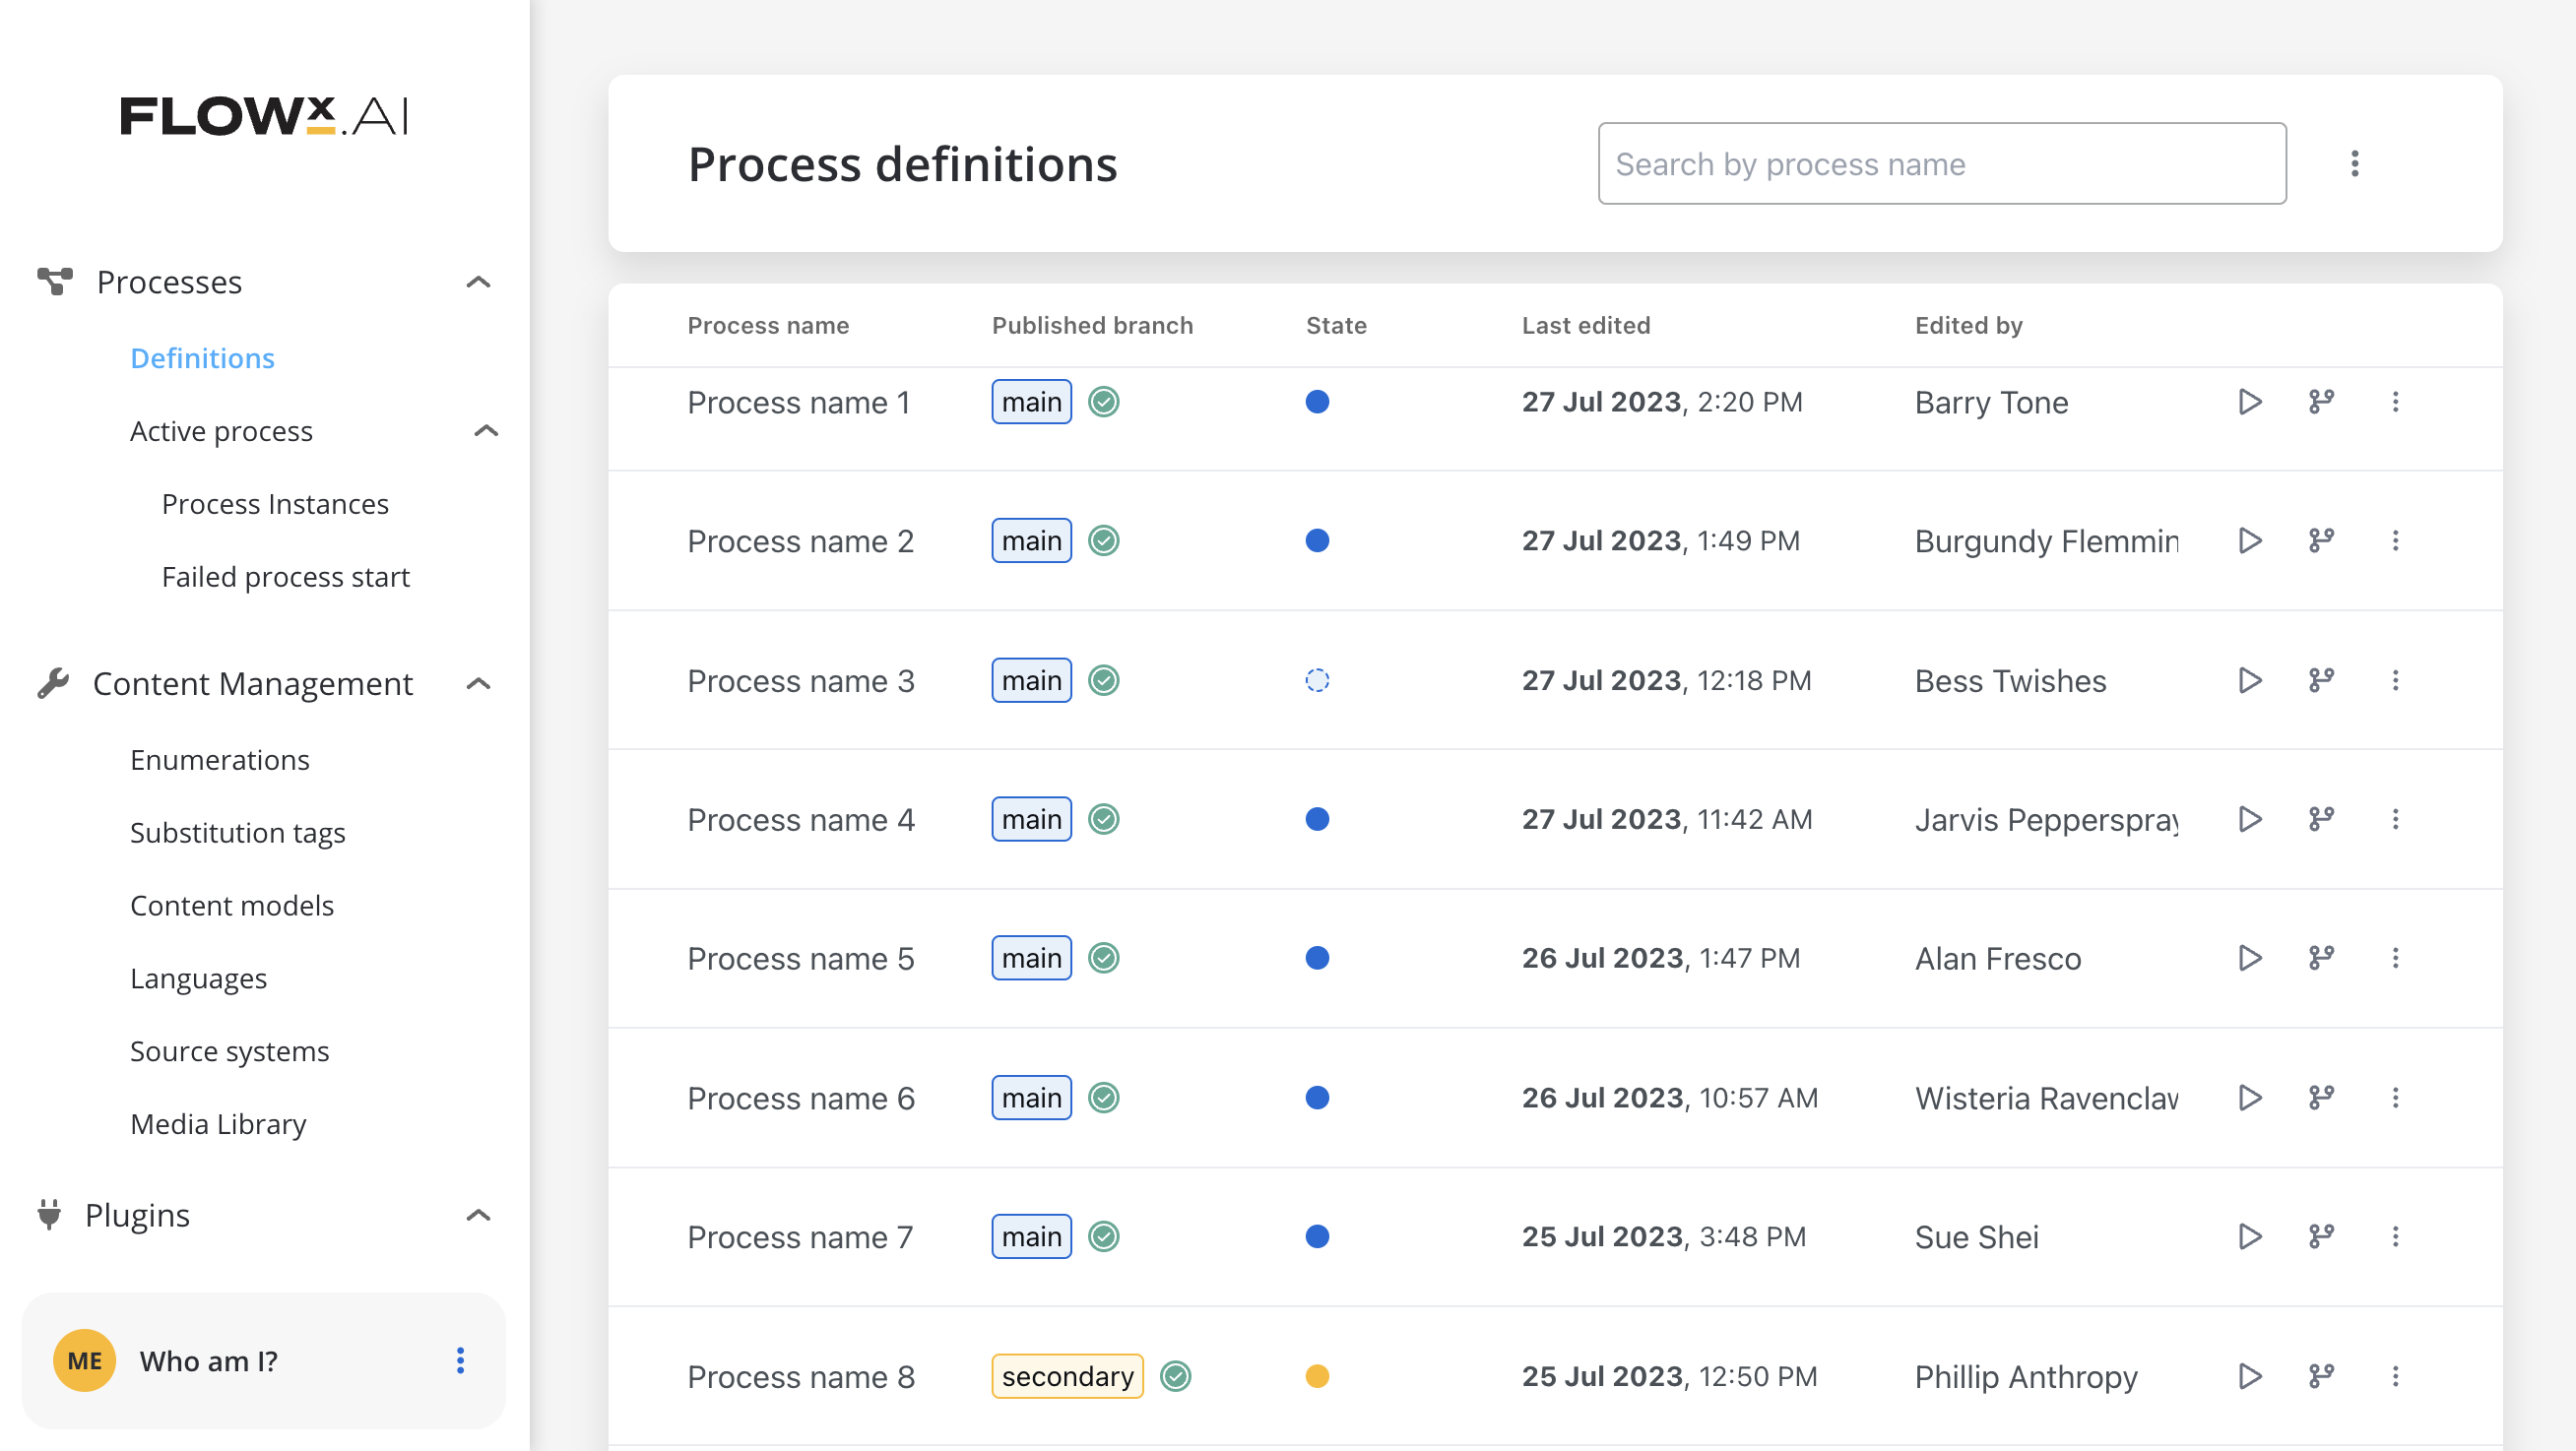 FLOWX.AI
Processes
Definitions
Active process
Process Instances
Failed process start
Content Management
Enumerations
Substitution tags
Content models
Languages
Source systems
Media Library
Plugins
ME Who am I?
Process definitions
Search by process name
Process name Published branch State Last edited Edited by
Process name 1 main 27 Jul 2023, 2:20 PM Barry Tone
Process name 2 main 27 Jul 2023, 1:49 PM Burgundy Flemmin
Process name 3 main 27 Jul 2023, 12:18 PM Bess Twishes
Process name 4 main 27 Jul 2023, 11:42 AM Jarvis Pepperspray
Process name 5 main 26 Jul 2023, 1:47 PM Alan Fresco
Process name 6 main 26 Jul 2023, 10:57 AM Wisteria Ravenclaw
Process name 7 main 25 Jul 2023, 3:48 PM Sue Shei
Process name 8 secondary 25 Jul 2023, 12:50 PM Phillip Anthropy